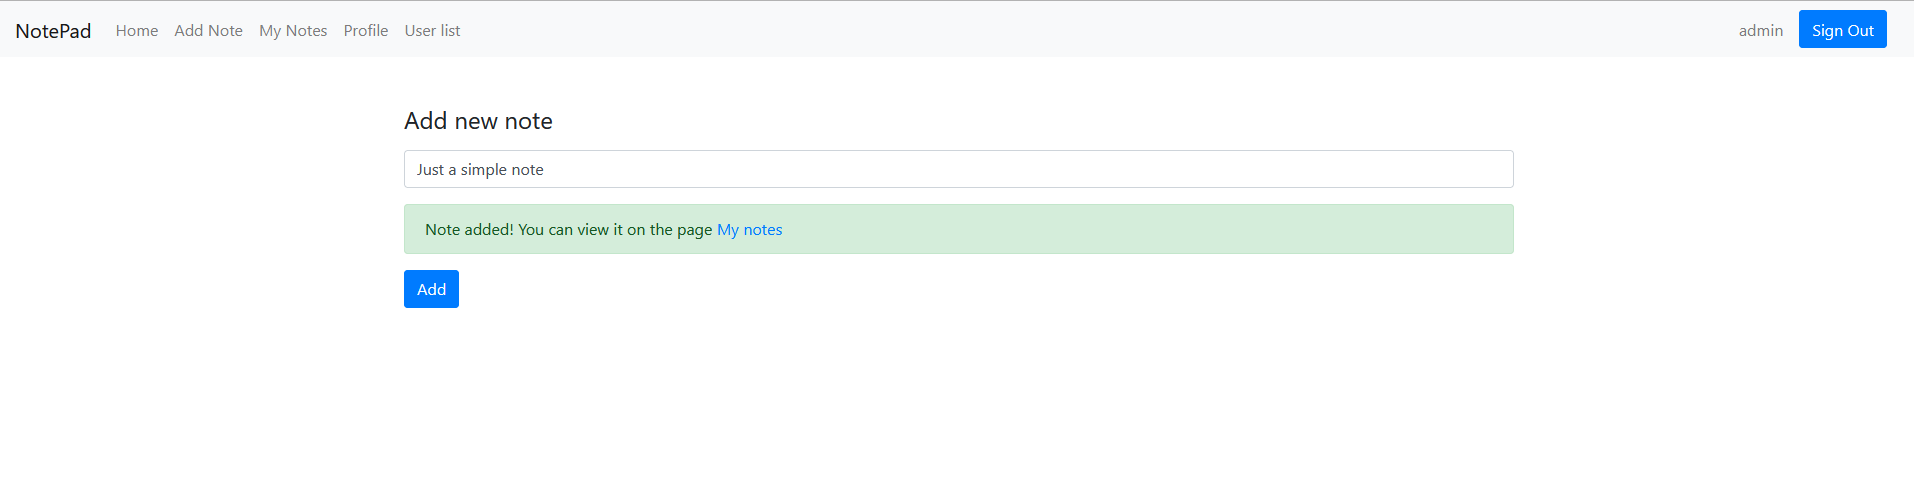 NotePad Home Add Note My Notes Profile User list admin Sign Out
Add new note
Just a simple note
Note added! You can view it on the page My notes
Add